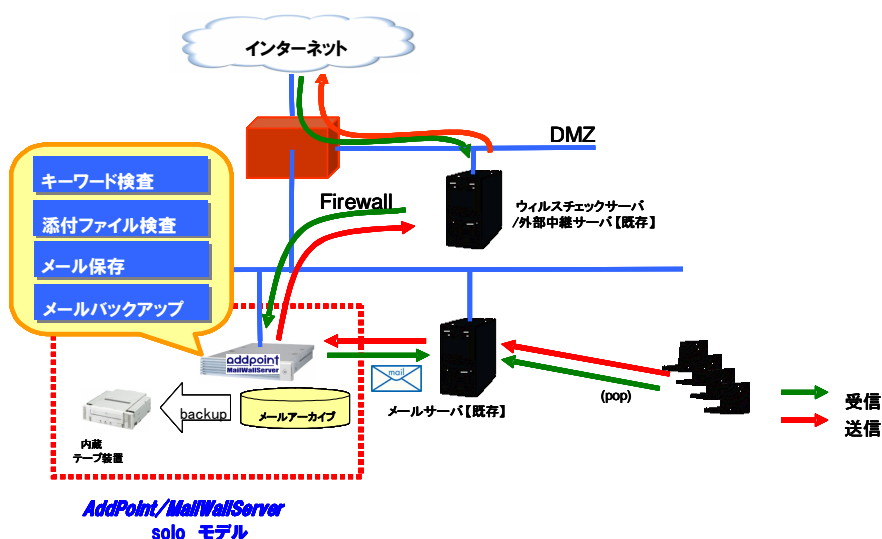 インターネット
DMZ
キーワード検査
添付ファイル検査
メール保存
メールバックアップ
Firewall
ウィルスチェックサーバ
/外部中継サーバ【既存】
addpoint
MailWallServer
mail
メールサーバ【既存】
(pop)
受信
送信
backup
メールアーカイブ
内蔵
テープ装置
AddPoint/MailWallServer
solo モデル